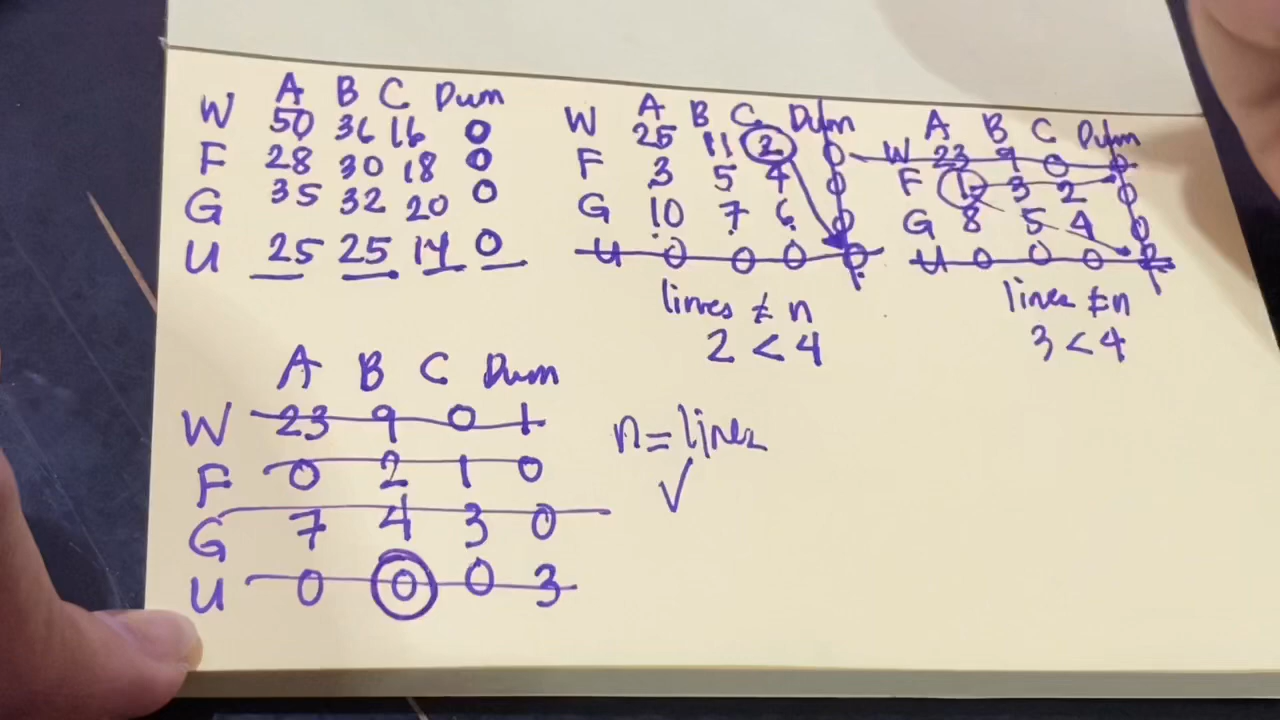 A B C Dum
W 50 36 16 0
F 28 30 18 0
G 35 32 20 0
U 25 25 14 0
A B C Dum
W 25 11 2 0
F 3 5 4 0
G 10 7 6 0
U 0 0 0 0
lines ≠ n
2 < 4
A B C Dum
W 23 9 0 0
F 1 3 2 0
G 8 5 4 0
U 0 0 0 2
lines ≠ n
3 < 4
A B C Dum
W 23 9 0 1
F 0 2 1 0
G 7 4 3 0
U 0 0 0 3
n = lines
✓